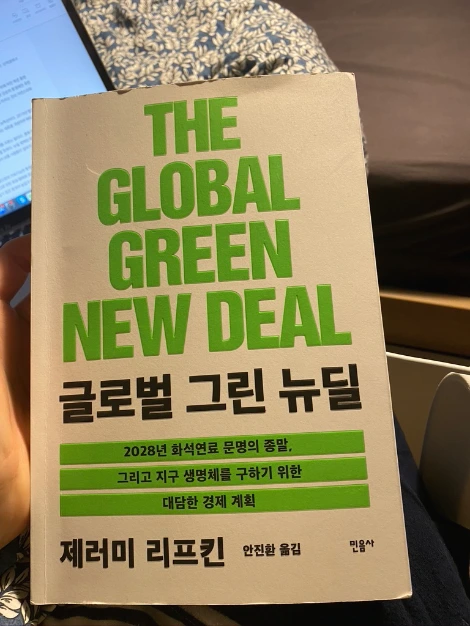 THE
GLOBAL
GREEN
NEW DEAL
글로벌 그린 뉴딜
2028년 화석연료 문명의 종말,
그리고 지구 생명체를 구하기 위한
대담한 경제 계획
제러미 리프킨 안진환 옮김 민음사